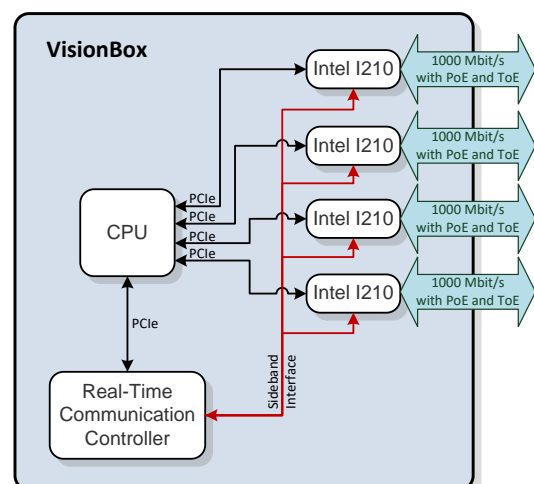 VisionBox
Intel I210
1000 Mbit/s
with PoE and ToE
Intel I210
1000 Mbit/s
with PoE and ToE
Intel I210
1000 Mbit/s
with PoE and ToE
Intel I210
1000 Mbit/s
with PoE and ToE
CPU
PCIe
PCIe
PCIe
PCIe
PCIe
Real-Time
Communication
Controller
Sideband
Interface